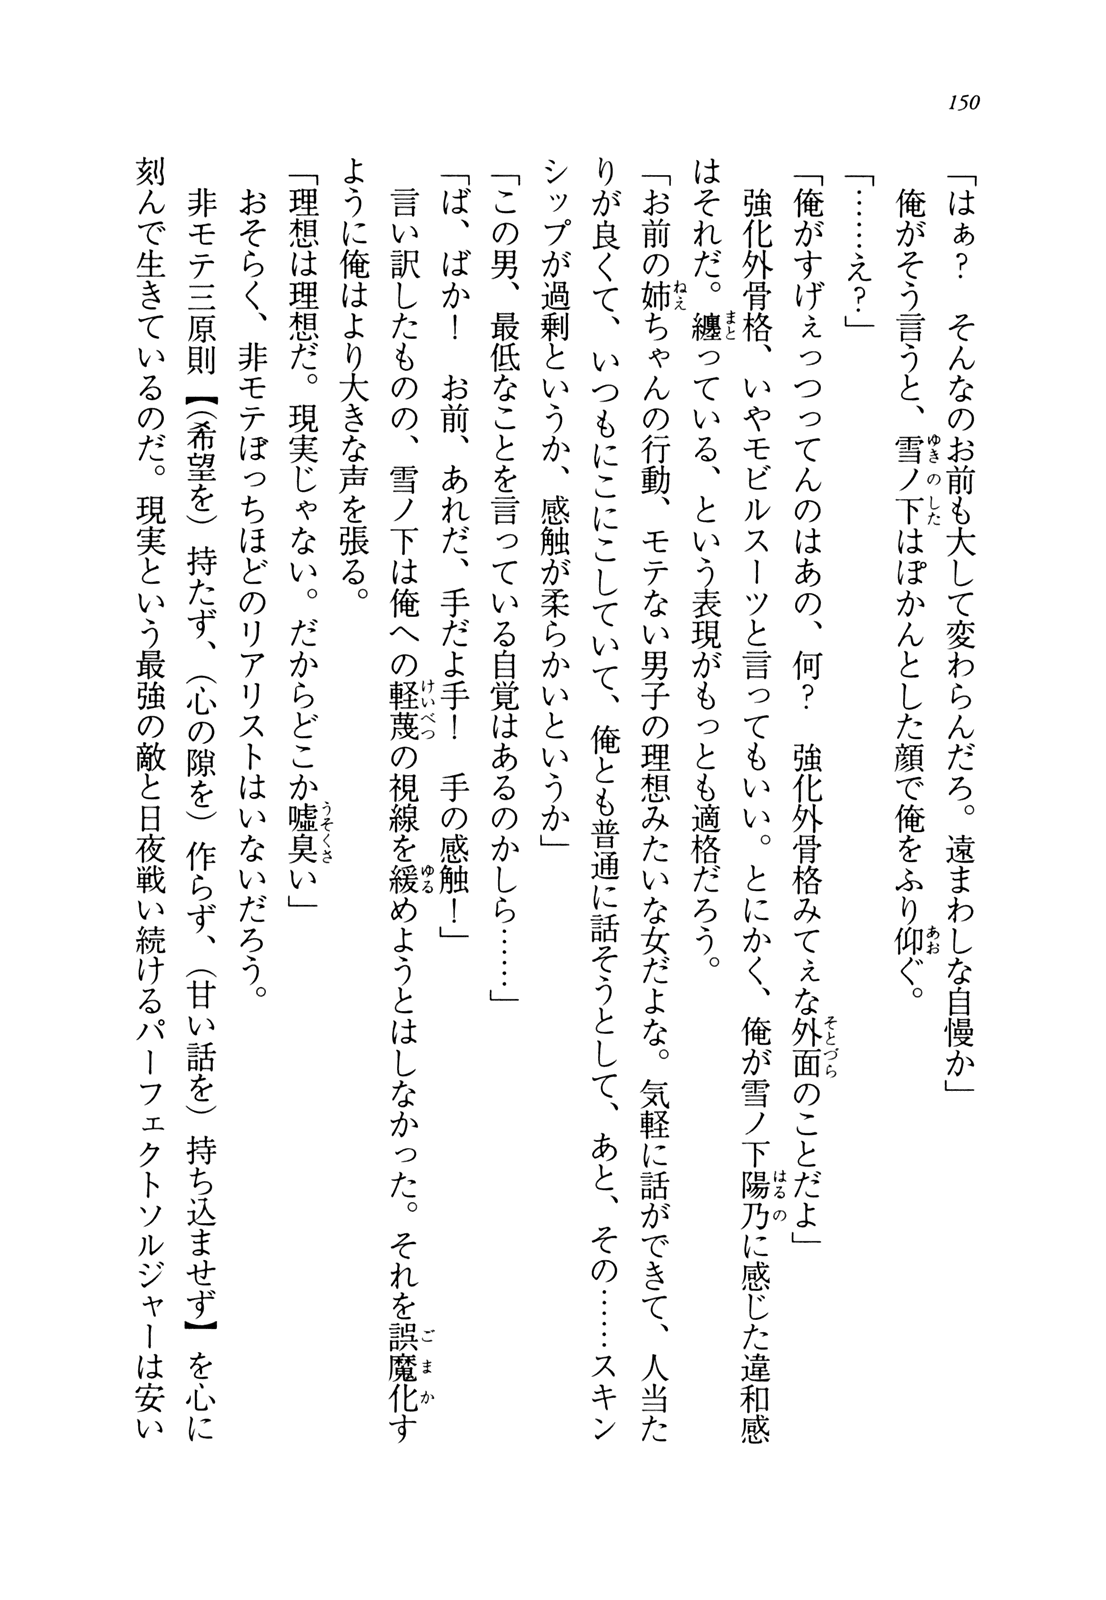 150
「はぁ？　そんなのお前も大して変わらんだろ。遠まわしな自慢か」
　俺がそう言うと、雪ノ下はぽかんとした顔で俺をふり仰ぐ。
「……え？」
「俺がすげぇっつってんのはあの、何？　強化外骨格みてぇな外面のことだよ」
　強化外骨格、いやモビルスーツと言ってもいい。とにかく、俺が雪ノ下陽乃に感じた違和感
はそれだ。纏っている、という表現がもっとも適格だろう。
「お前の姉ちゃんの行動、モテない男子の理想みたいな女だよな。気軽に話ができて、人当た
りが良くて、いつもにこにこしていて、俺とも普通に話そうとして、あと、その……スキン
シップが過剰というか、感触が柔らかいというか」
「この男、最低なことを言っている自覚はあるのかしら……」
「ば、ばか！　お前、あれだ、手だよ手！　手の感触！」
　言い訳したものの、雪ノ下は俺への軽蔑の視線を緩めようとはしなかった。それを誤魔化す
ように俺はより大きな声を張る。
「理想は理想だ。現実じゃない。だからどこか嘘臭い」
　おそらく、非モテぼっちほどのリアリストはいないだろう。
　非モテ三原則【（希望を）持たず、（心の隙を）作らず、（甘い話を）持ち込ませず】を心に
刻んで生きているのだ。現実という最強の敵と日夜戦い続けるパーフェクトソルジャーは安い